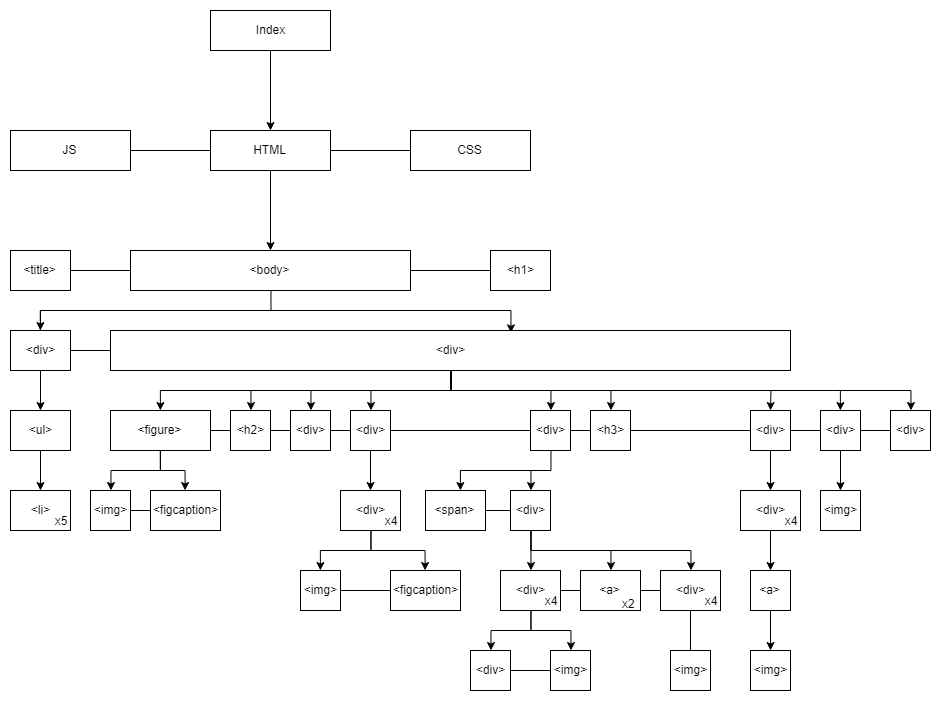 Index
JS
HTML
CSS
<title>
<body>
<h1>
<div>
<div>
<ul>
<figure>
<h2>
<div>
<div>
<div>
<h3>
<div>
<div>
<div>
<li>
x5
<img>
<figcaption>
<div>
x4
<span>
<div>
<div>
x4
<img>
<img>
<figcaption>
<div>
x4
<a>
x2
<div>
x4
<a>
<div>
<img>
<img>
<img>